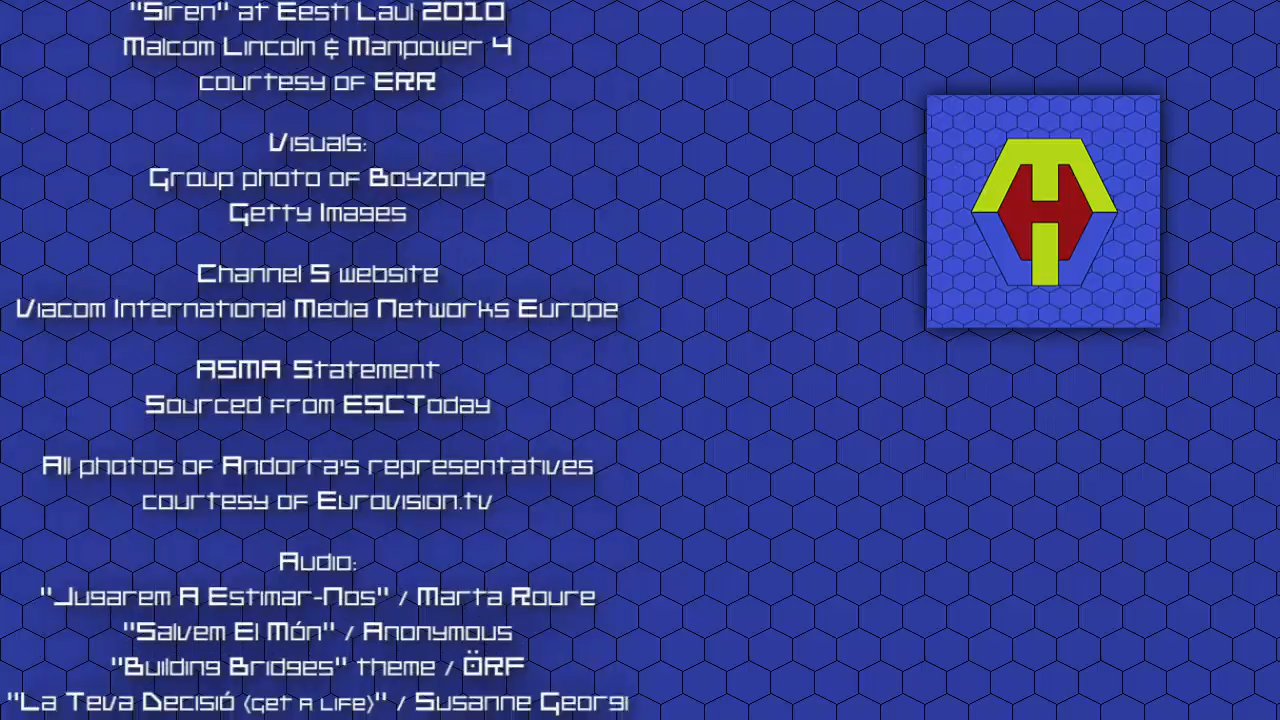 "Siren" at Eesti Laul 2010
Malcom Lincoln & Manpower 4
courtesy of ERR
Visuals:
Group photo of Boyzone
Getty Images
Channel 5 website
Viacom International Media Networks Europe
ASMA Statement
Sourced from ESCToday
All photos of Andorra's representatives
courtesy of Eurovision.tv
Audio:
"Jugarem A Estimar-Nos" / Marta Roure
"Salvem El Món" / Anonymous
"Building Bridges" theme / ÖRF
"La Teva Decisió (get a life)" / Susanne Georgi